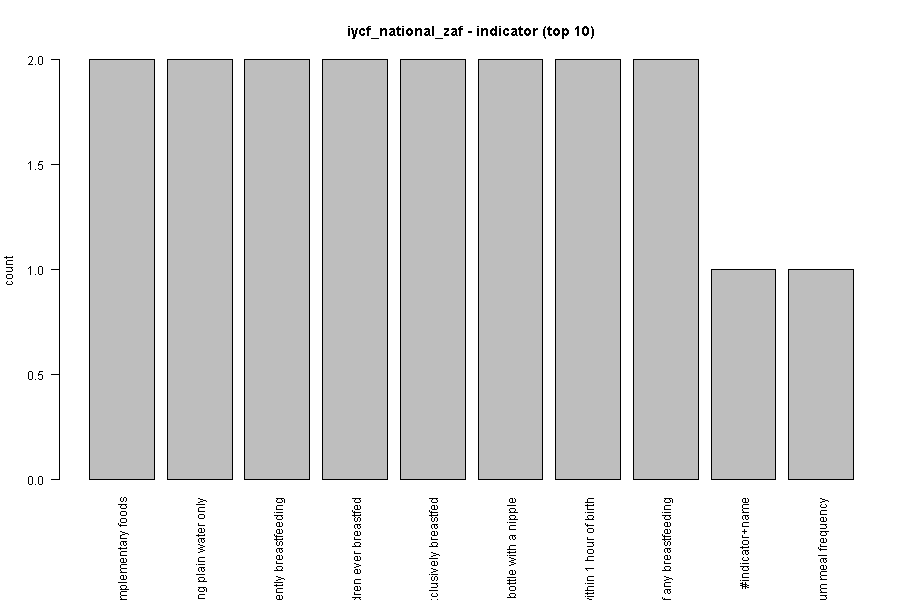 iycf_national_zaf - indicator (top 10)
count
2.0
1.5
1.0
0.5
0.0
mplementary foods
ng plain water only
ently breastfeeding
dren ever breastfed
clusively breastfed
bottle with a nipple
vithin 1 hour of birth
f any breastfeeding
#indicator+name
um meal frequency